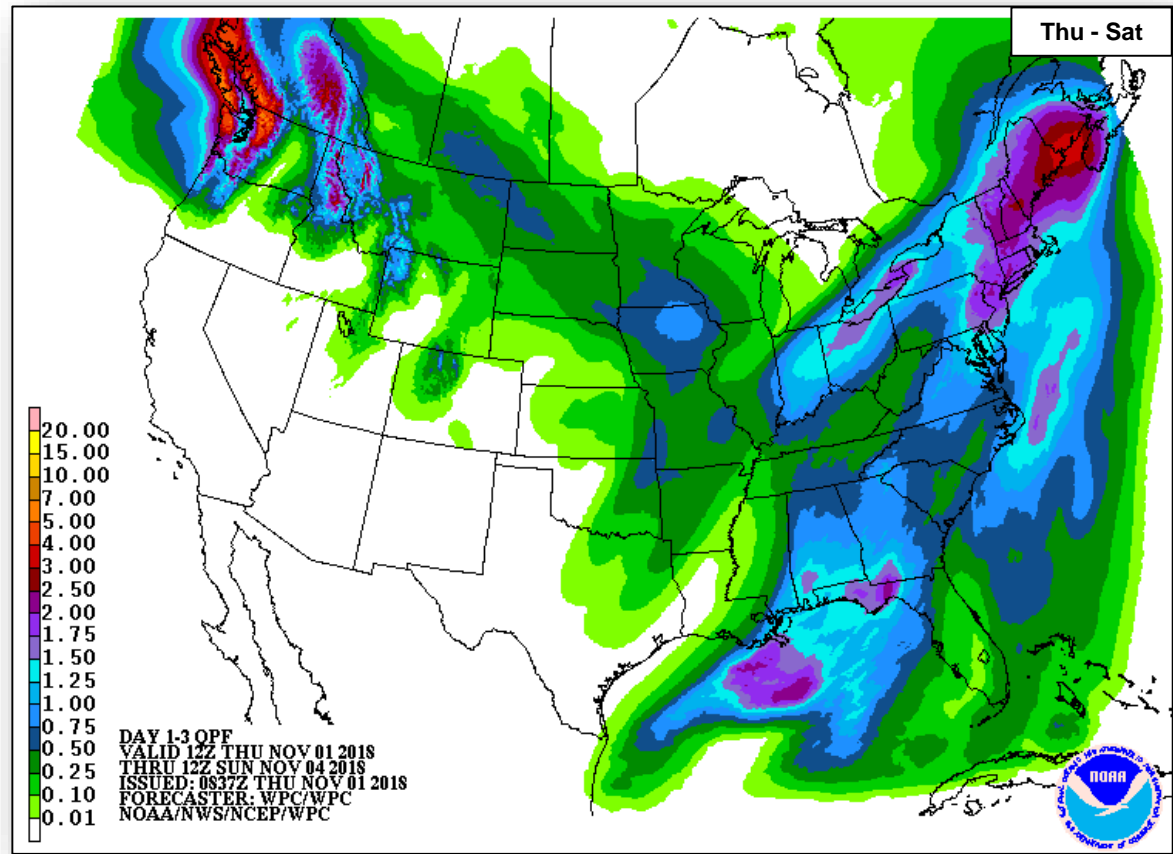 Thu - Sat
20.00
15.00
10.00
7.00
5.00
4.00
3.00
2.50
2.00
1.75
1.50
1.25
1.00
0.75
0.50
0.25
0.10
0.01
DAY 1-3 QPF
VALID 12Z THU NOV 01 2018
THRU 12Z SUN NOV 04 2018
ISSUED: 0837Z THU NOV 01 2018
FORECASTER: WPC/WPC
NOAA/NWS/NCEP/WPC
NOAA